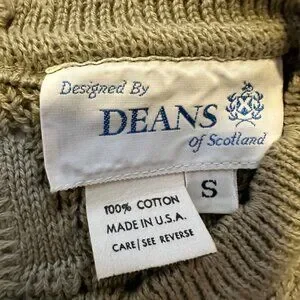 Designed By
DEANS
of Scotland
S
100% COTTON
MADE IN U.S.A.
CARE/SEE REVERSE